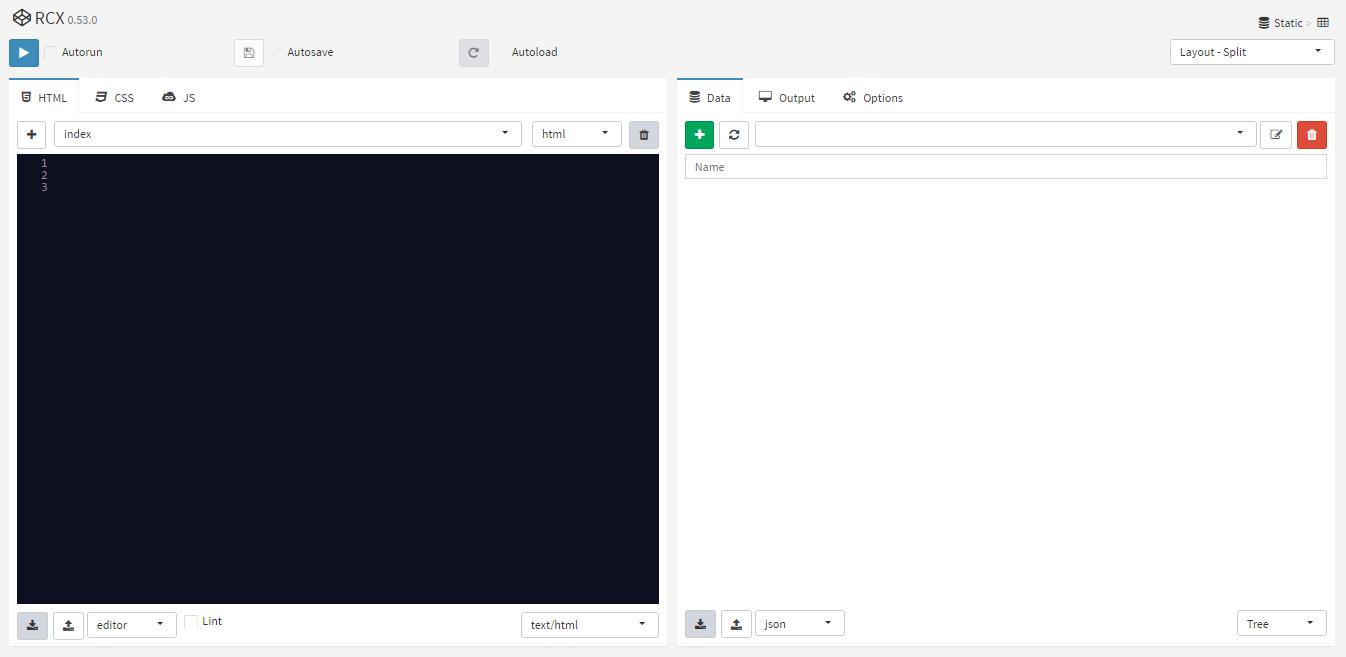 RCX 0.53.0
Static >
Autorun Autosave Autoload Layout - Split
HTML CSS JS Data Output Options
index html
Name
1
2
3
editor Lint text/html json Tree